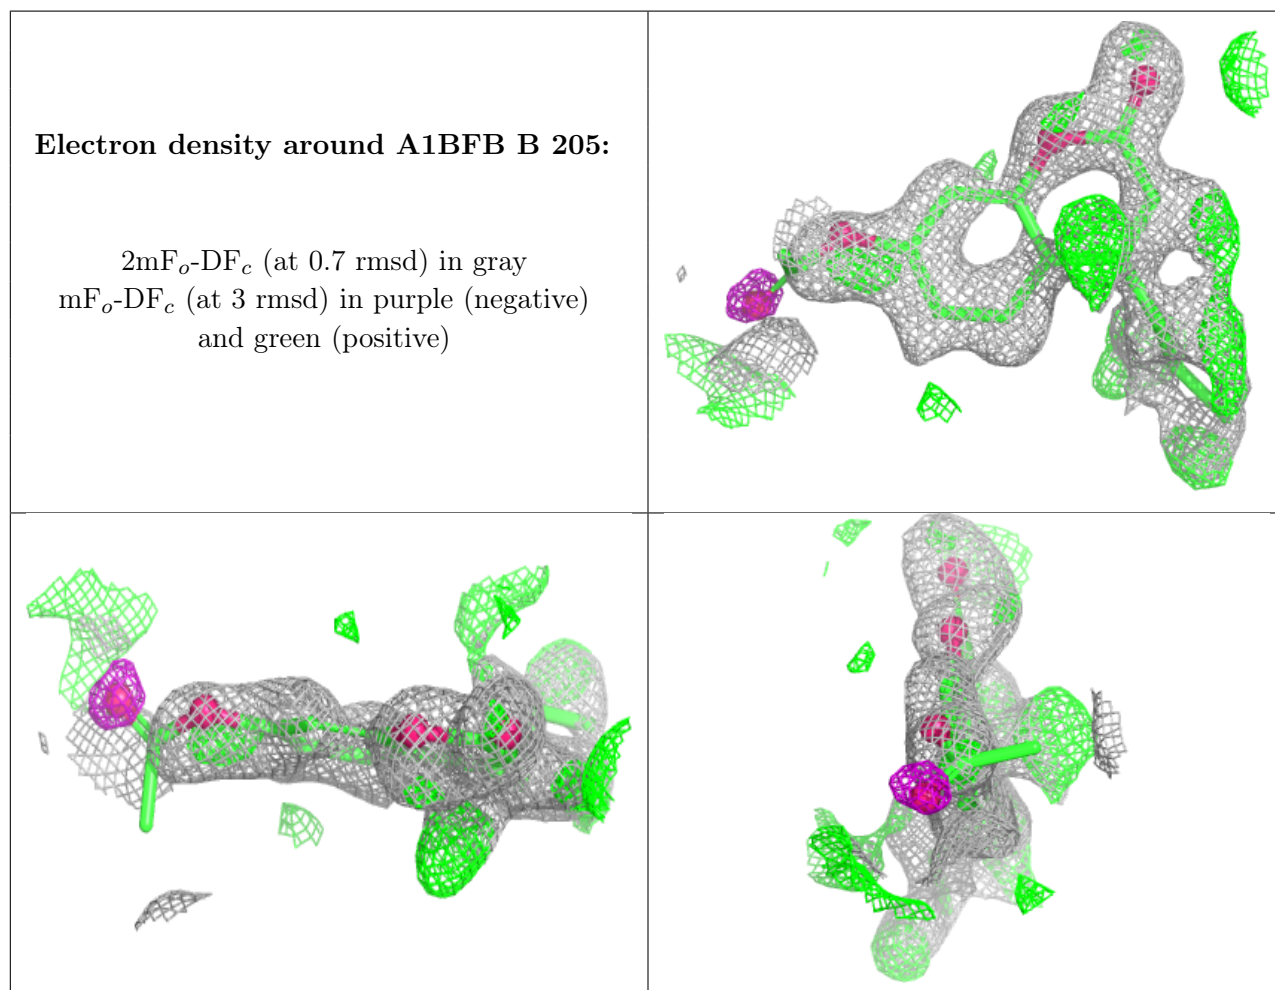 Electron density around A1BFB B 205:
2mFo-DFc (at 0.7 rmsd) in gray
mFo-DFc (at 3 rmsd) in purple (negative)
and green (positive)